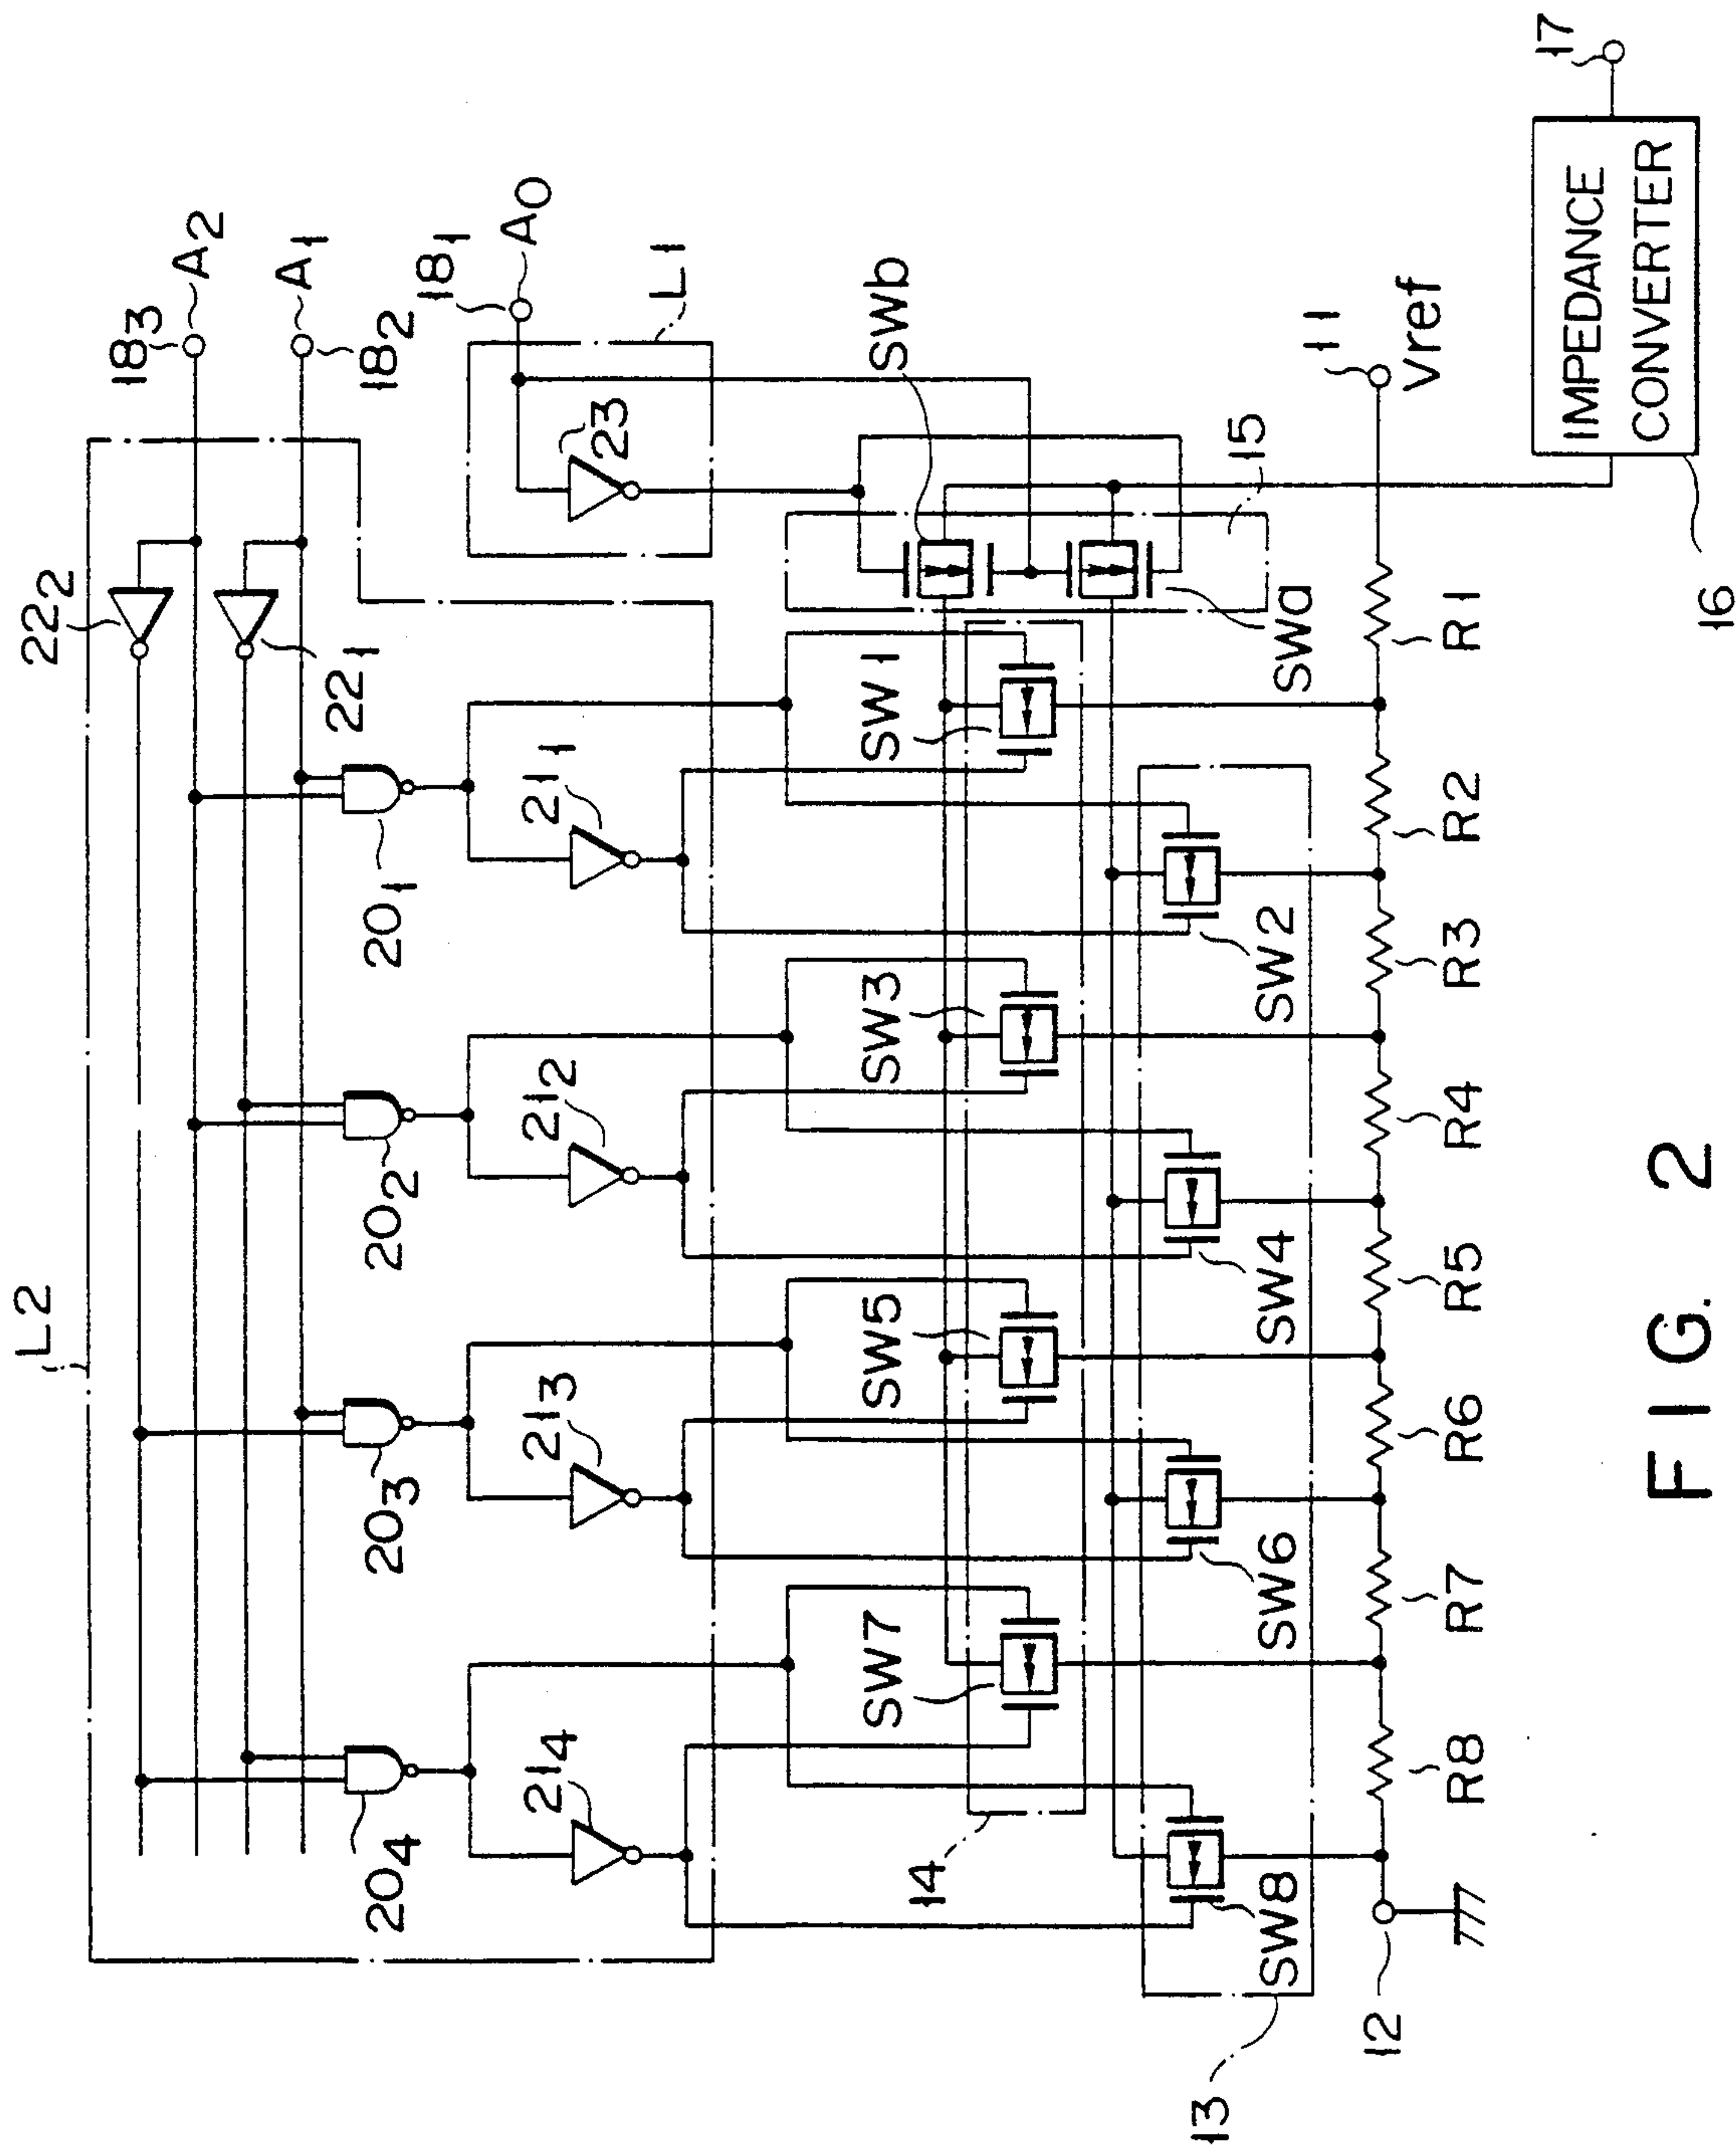 L2
22₂
18₃
A₂
A₁
18₂
22₁
20₁
20₂
20₃
20₄
18₁
A₀
L1
23
21₁
21₂
21₃
21₄
SWb
SW1
SW3
SW5
SW7
14
15
SWa
SW2
SW4
SW6
SW8
13
11
Vref
R1
R2
R3
R4
R5
R6
R7
R8
12
17
IMPEDANCE
CONVERTER
16
FIG. 2